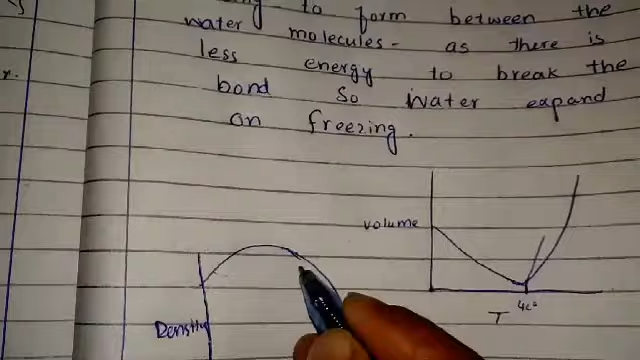 to form between the
water molecules- as there is
less energy to break the
bond so water expand
on freezing.
volume
4c°
T
Density